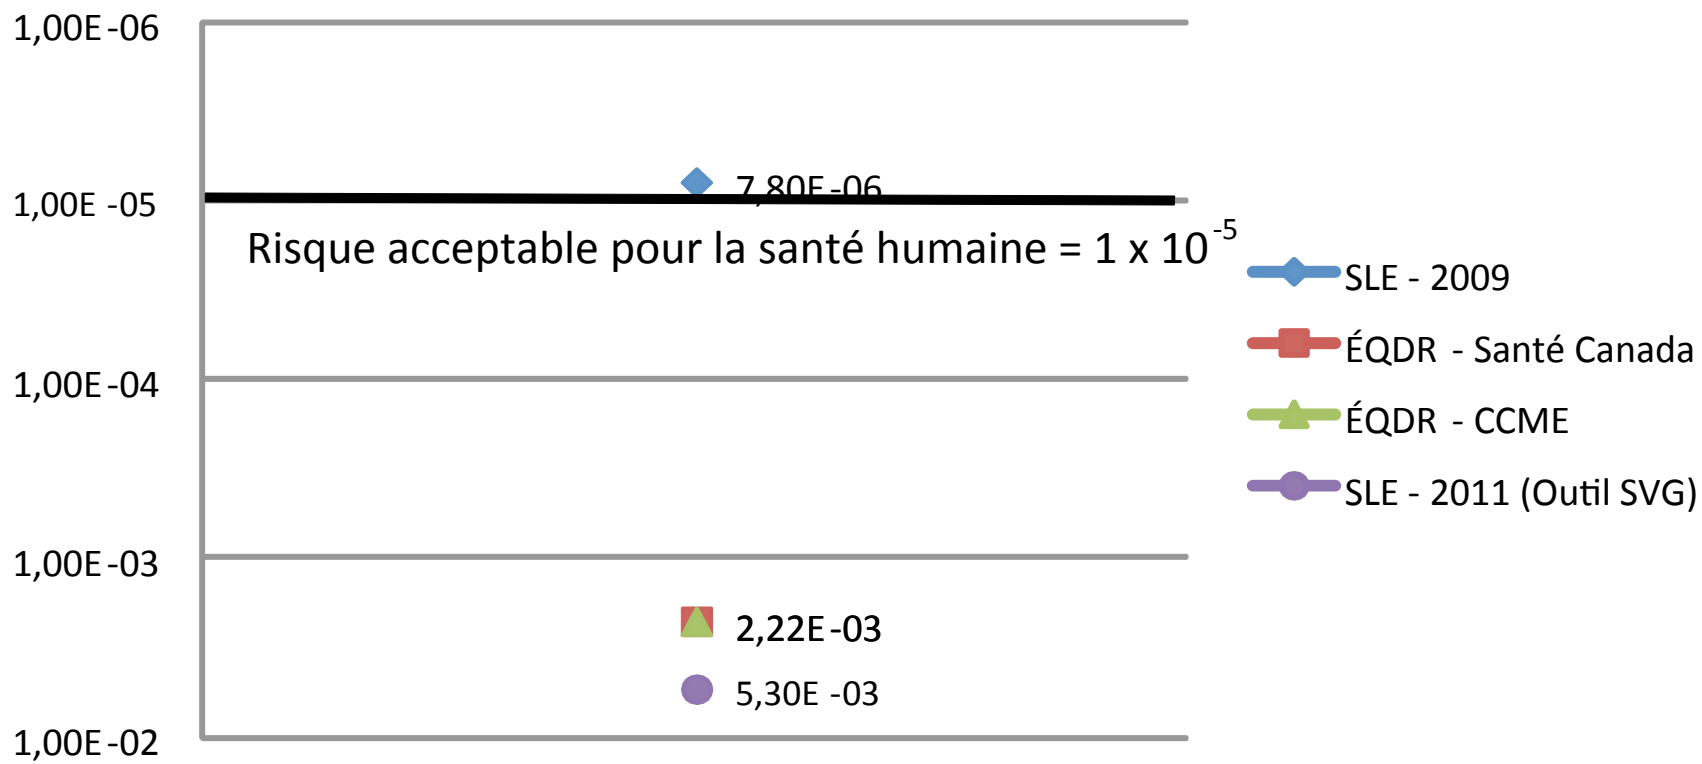 1,00E-06
7,80E-06
1,00E-05
Risque acceptable pour la santé humaine = 1 x 10⁻⁵
SLE - 2009
ÉQDR - Santé Canada
1,00E-04
ÉQDR - CCME
SLE - 2011 (Outil SVG)
1,00E-03
2,22E-03
5,30E-03
1,00E-02